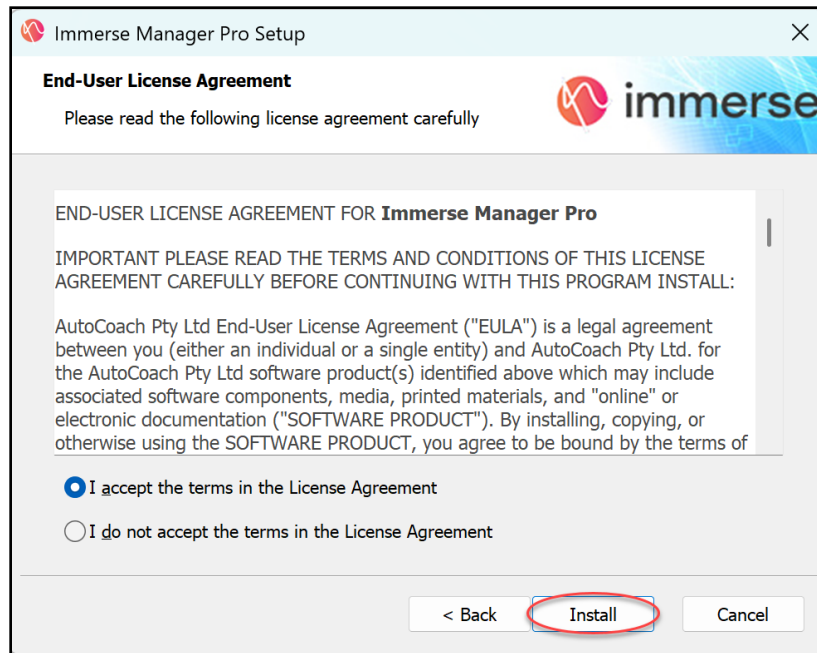 Immerse Manager Pro Setup
End-User License Agreement
Please read the following license agreement carefully
immerse
END-USER LICENSE AGREEMENT FOR Immerse Manager Pro
IMPORTANT PLEASE READ THE TERMS AND CONDITIONS OF THIS LICENSE
AGREEMENT CAREFULLY BEFORE CONTINUING WITH THIS PROGRAM INSTALL:
AutoCoach Pty Ltd End-User License Agreement ("EULA") is a legal agreement
between you (either an individual or a single entity) and AutoCoach Pty Ltd. for
the AutoCoach Pty Ltd software product(s) identified above which may include
associated software components, media, printed materials, and "online" or
electronic documentation ("SOFTWARE PRODUCT"). By installing, copying, or
otherwise using the SOFTWARE PRODUCT, you agree to be bound by the terms of
I accept the terms in the License Agreement
I do not accept the terms in the License Agreement
< Back Install Cancel